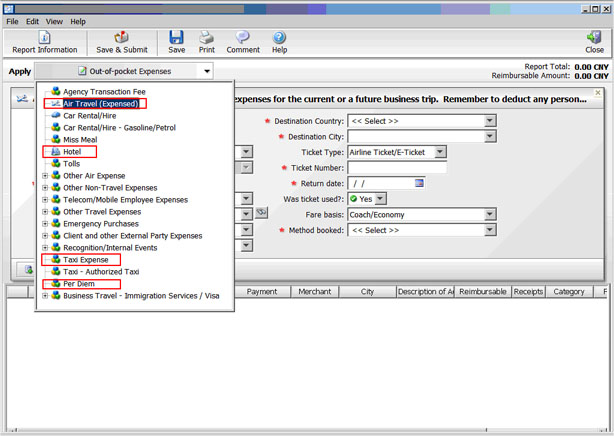 File Edit View Help
Report Information Save & Submit Save Print Comment Help Close
Apply Out-of-pocket Expenses
Report Total: 0.00 CNY
Reimbursable Amount: 0.00 CNY
Agency Transaction Fee
Air Travel (Expensed)
Car Rental/Hire
Car Rental/Hire - Gasoline/Petrol
Miss Meal
Hotel
Tolls
Other Air Expense
Other Non-Travel Expenses
Telecom/Mobile Employee Expenses
Other Travel Expenses
Emergency Purchases
Client and other External Party Expenses
Recognition/Internal Events
Taxi Expense
Taxi - Authorized Taxi
Per Diem
Business Travel - Immigration Services / Visa
xpenses for the current or a future business trip. Remember to deduct any person...
* Destination Country: << Select >>
* Destination City:
Ticket Type: Airline Ticket/E-Ticket
* Ticket Number:
* Return date: / /
Was ticket used?: Yes
Fare basis: Coach/Economy
* Method booked: << Select >>
Payment Merchant City Description of A Reimbursable Receipts Category